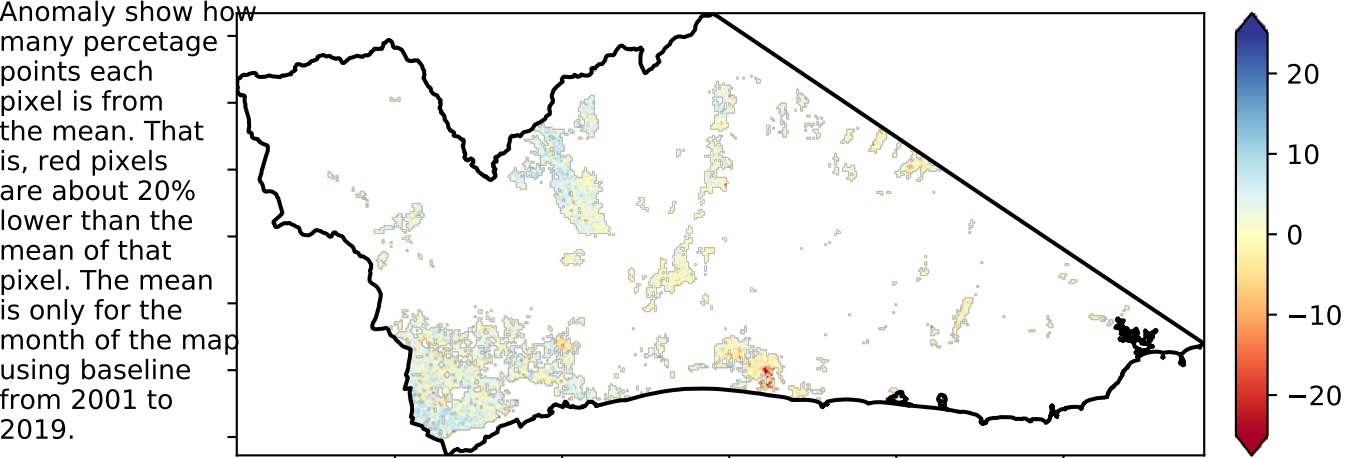 Anomaly show how
many percetage
points each
pixel is from
the mean. That
is, red pixels
are about 20%
lower than the
mean of that
pixel. The mean
is only for the
month of the map
using baseline
from 2001 to
2019.
20
10
0
−10
−20